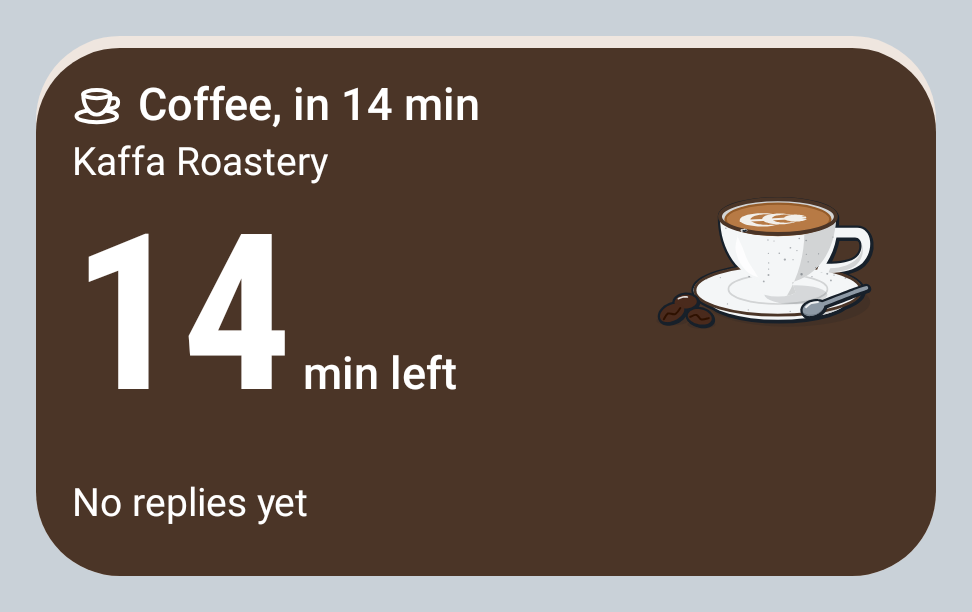 Coffee, in 14 min
Kaffa Roastery
14 min left
No replies yet